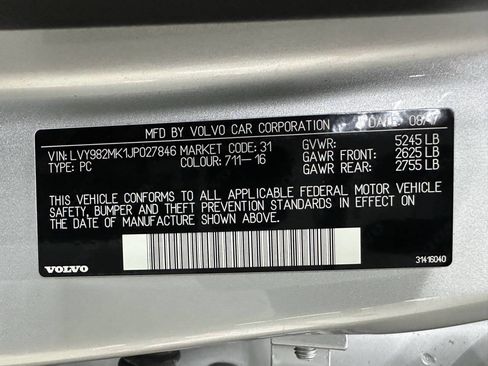 MFD BY VOLVO CAR CORPORATION DATE: 08/17
VIN: LVY982MK1JP027846 MARKET CODE: 31 GVWR: 5245 LB
TYPE: PC COLOUR: 711-16 GAWR FRONT: 2625 LB
GAWR REAR: 2755 LB
THIS VEHICLE CONFORMS TO ALL APPLICABLE FEDERAL MOTOR VEHICLE
SAFETY, BUMPER AND THEFT PREVENTION STANDARDS IN EFFECT ON
THE DATE OF MANUFACTURE SHOWN ABOVE.
VOLVO 31416040